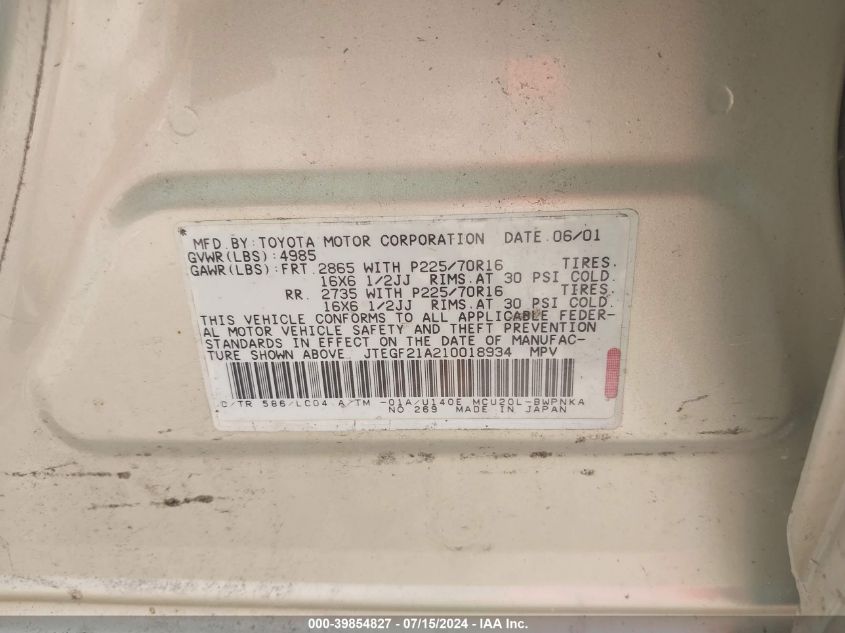 MFD. BY: TOYOTA MOTOR CORPORATION DATE. 06/01
GVWR(LBS):4985
GAWR(LBS):FRT. 2865 WITH P225/70R16 TIRES.
16X6 1/2JJ RIMS.AT 30 PSI COLD.
RR. 2735 WITH P225/70R16 TIRES.
16X6 1/2JJ RIMS.AT 30 PSI COLD.
THIS VEHICLE CONFORMS TO ALL APPLICABLE FEDER-
AL MOTOR VEHICLE SAFETY AND THEFT PREVENTION
STANDARDS IN EFFECT ON THE DATE OF MANUFAC-
TURE SHOWN ABOVE. JTEGF21A210018934 MPV
C/TR 586/LC04 A/TM -01A/U140E MCU20L-BWPNKA
NO 269 MADE IN JAPAN
000-39854827 - 07/15/2024 - IAA Inc.